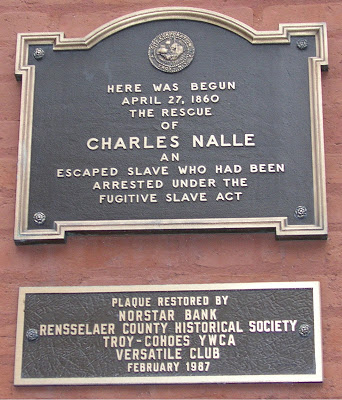 HERE WAS BEGUN
APRIL 27, 1860
THE RESCUE
OF
CHARLES NALLE
AN
ESCAPED SLAVE WHO HAD BEEN
ARRESTED UNDER THE
FUGITIVE SLAVE ACT
PLAQUE RESTORED BY
NORSTAR BANK
RENSSELAER COUNTY HISTORICAL SOCIETY
TROY-COHOES YWCA
VERSATILE CLUB
FEBRUARY 1987